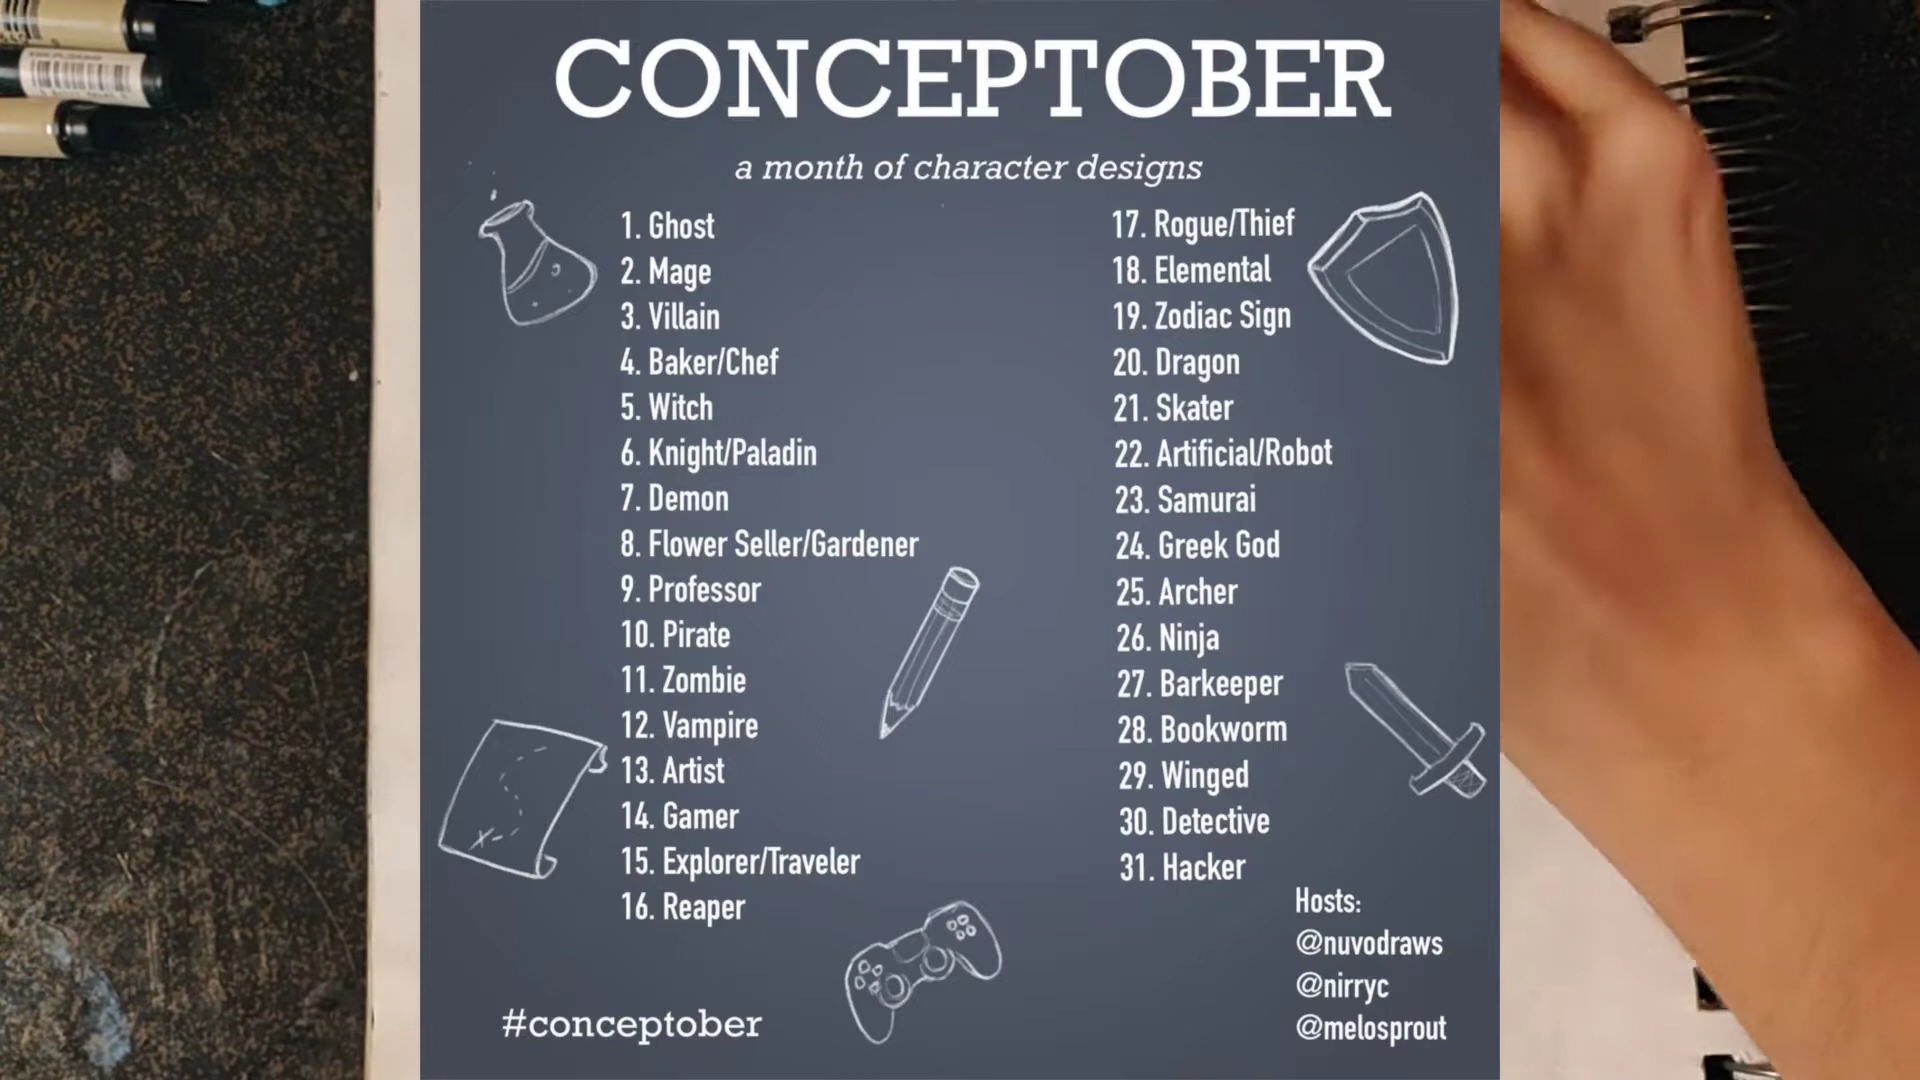 CONCEPTOBER
a month of character designs
1. Ghost
2. Mage
3. Villain
4. Baker/Chef
5. Witch
6. Knight/Paladin
7. Demon
8. Flower Seller/Gardener
9. Professor
10. Pirate
11. Zombie
12. Vampire
13. Artist
14. Gamer
15. Explorer/Traveler
16. Reaper
17. Rogue/Thief
18. Elemental
19. Zodiac Sign
20. Dragon
21. Skater
22. Artificial/Robot
23. Samurai
24. Greek God
25. Archer
26. Ninja
27. Barkeeper
28. Bookworm
29. Winged
30. Detective
31. Hacker
Hosts:
@nuvodraws
@nirryc
@melosprout
#conceptober